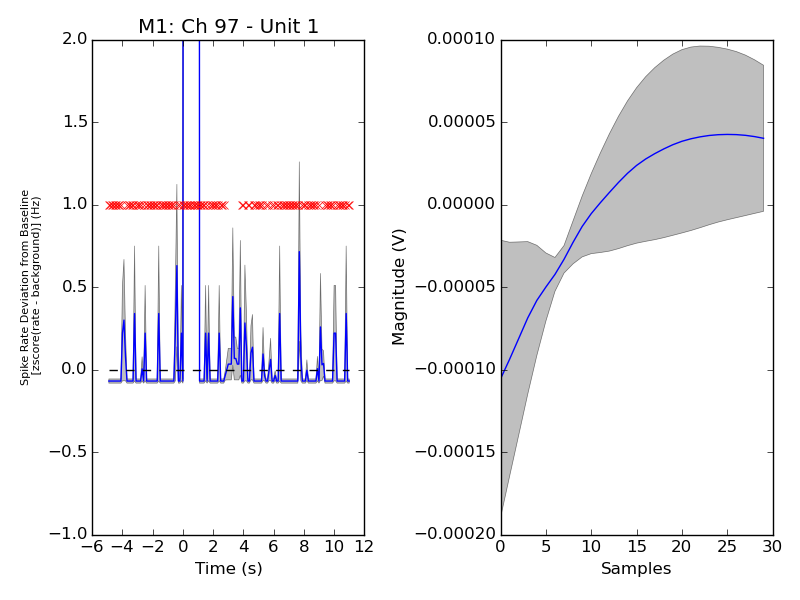 M1: Ch 97 - Unit 1
2.0
1.5
1.0
0.5
0.0
−0.5
−1.0
−6 −4 −2 0 2 4 6 8 10 12
Time (s)
Spike Rate Deviation from Baseline
[zscore(rate - background)] (Hz)
0.00010
0.00005
0.00000
−0.00005
−0.00010
−0.00015
−0.00020
0 5 10 15 20 25 30
Samples
Magnitude (V)